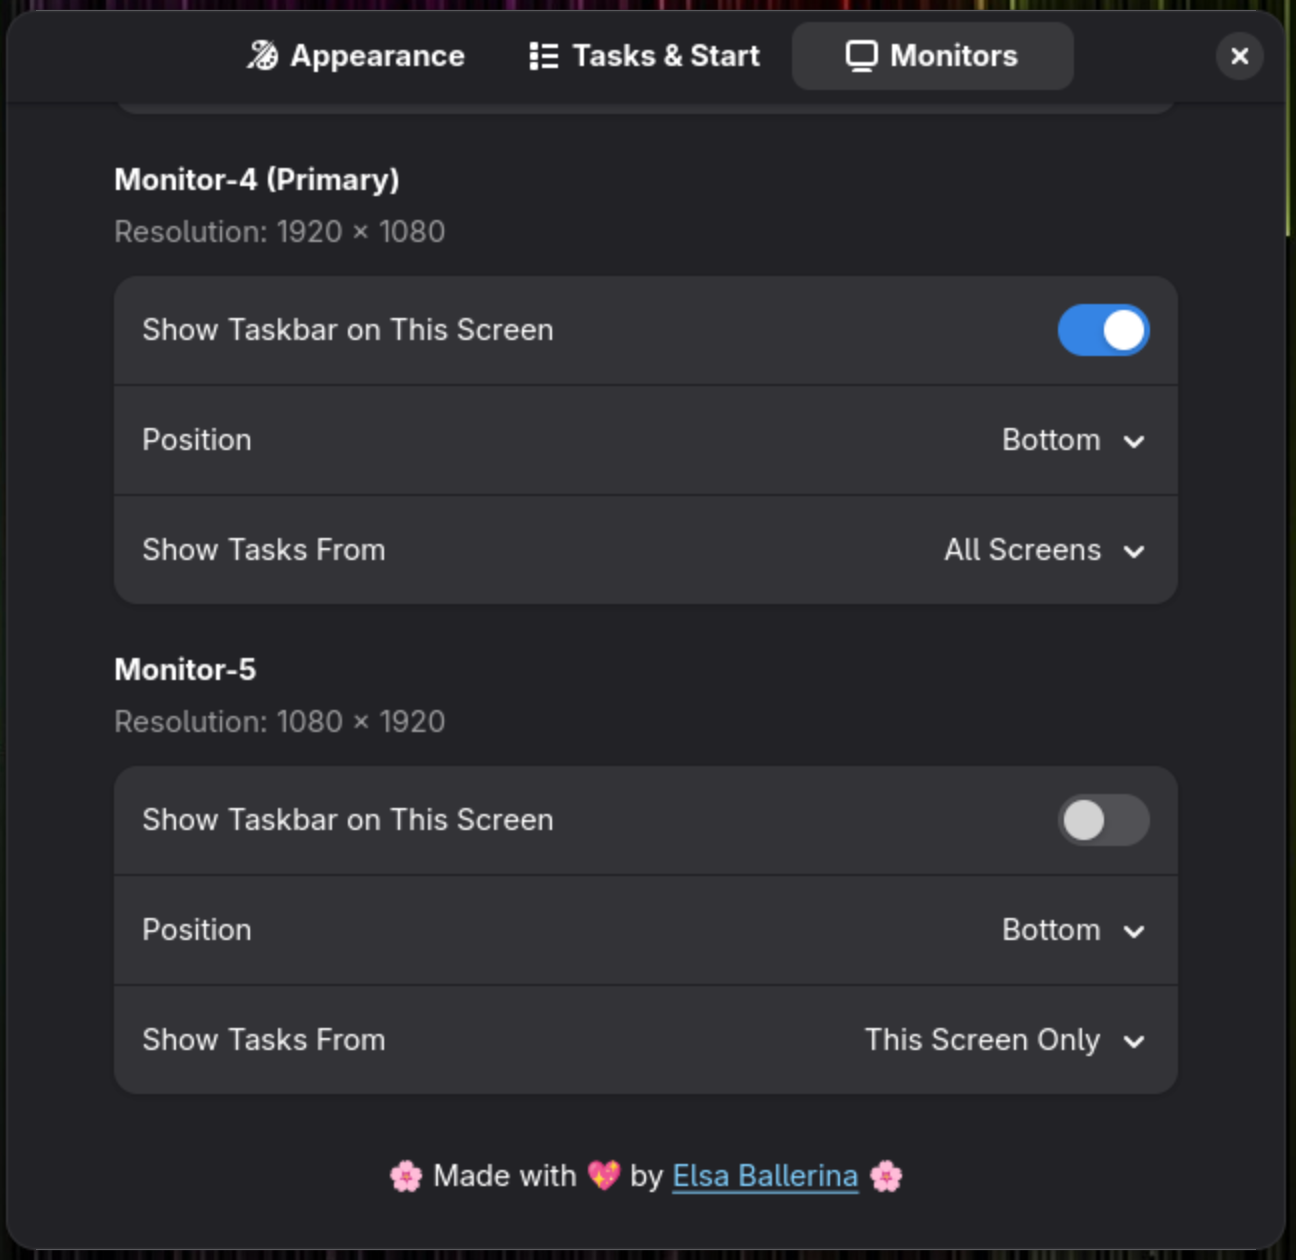 Appearance
Tasks & Start
Monitors
Monitor-4 (Primary)
Resolution: 1920 × 1080
Show Taskbar on This Screen
Position
Bottom
Show Tasks From
All Screens
Monitor-5
Resolution: 1080 × 1920
Show Taskbar on This Screen
Position
Bottom
Show Tasks From
This Screen Only
🌸 Made with 💖 by Elsa Ballerina 🌸